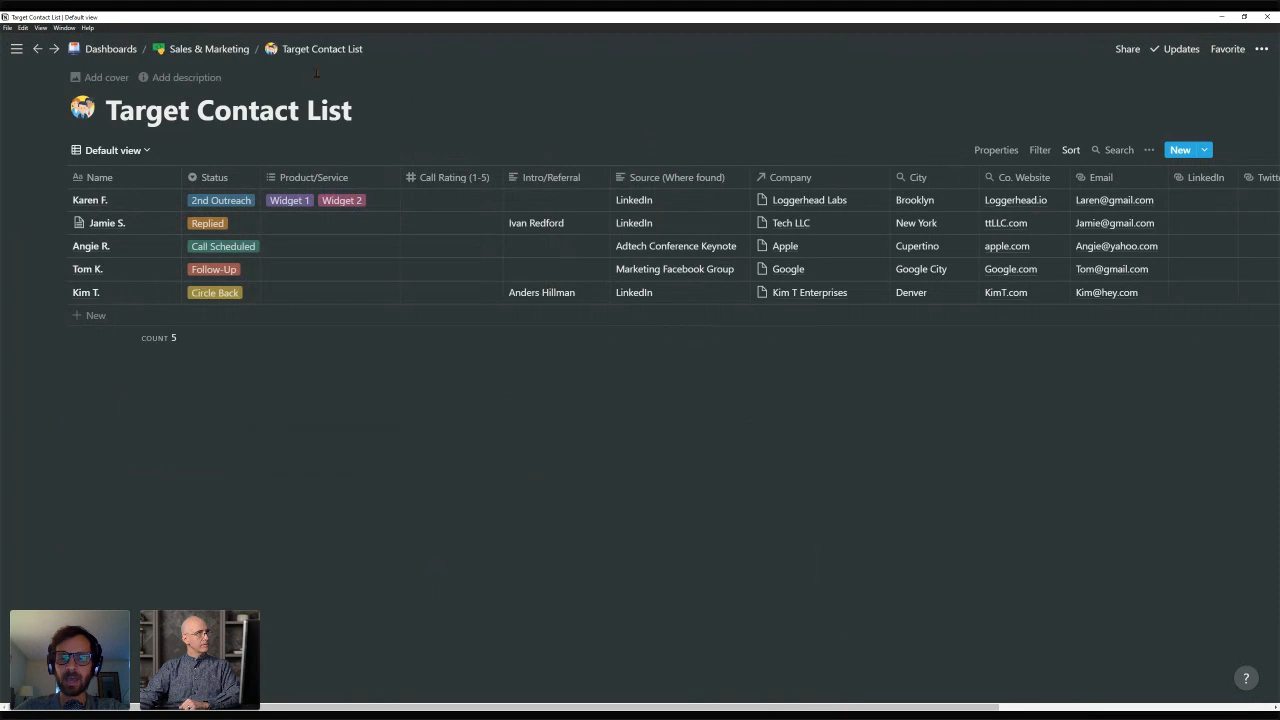 Target Contact List | Default view
File Edit View Window Help
Dashboards / Sales & Marketing / Target Contact List Share Updates Favorite
Add cover Add description
Target Contact List
Default view Properties Filter Sort Search New
Name Status Product/Service Call Rating (1-5) Intro/Referral Source (Where found) Company City Co. Website Email LinkedIn Twitt
Karen F. 2nd Outreach Widget 1 Widget 2 LinkedIn Loggerhead Labs Brooklyn Loggerhead.io Laren@gmail.com
Jamie S. Replied Ivan Redford LinkedIn Tech LLC New York ttLLC.com Jamie@gmail.com
Angie R. Call Scheduled Adtech Conference Keynote Apple Cupertino apple.com Angie@yahoo.com
Tom K. Follow-Up Marketing Facebook Group Google Google City Google.com Tom@gmail.com
Kim T. Circle Back Anders Hillman LinkedIn Kim T Enterprises Denver KimT.com Kim@hey.com
New
COUNT 5
?